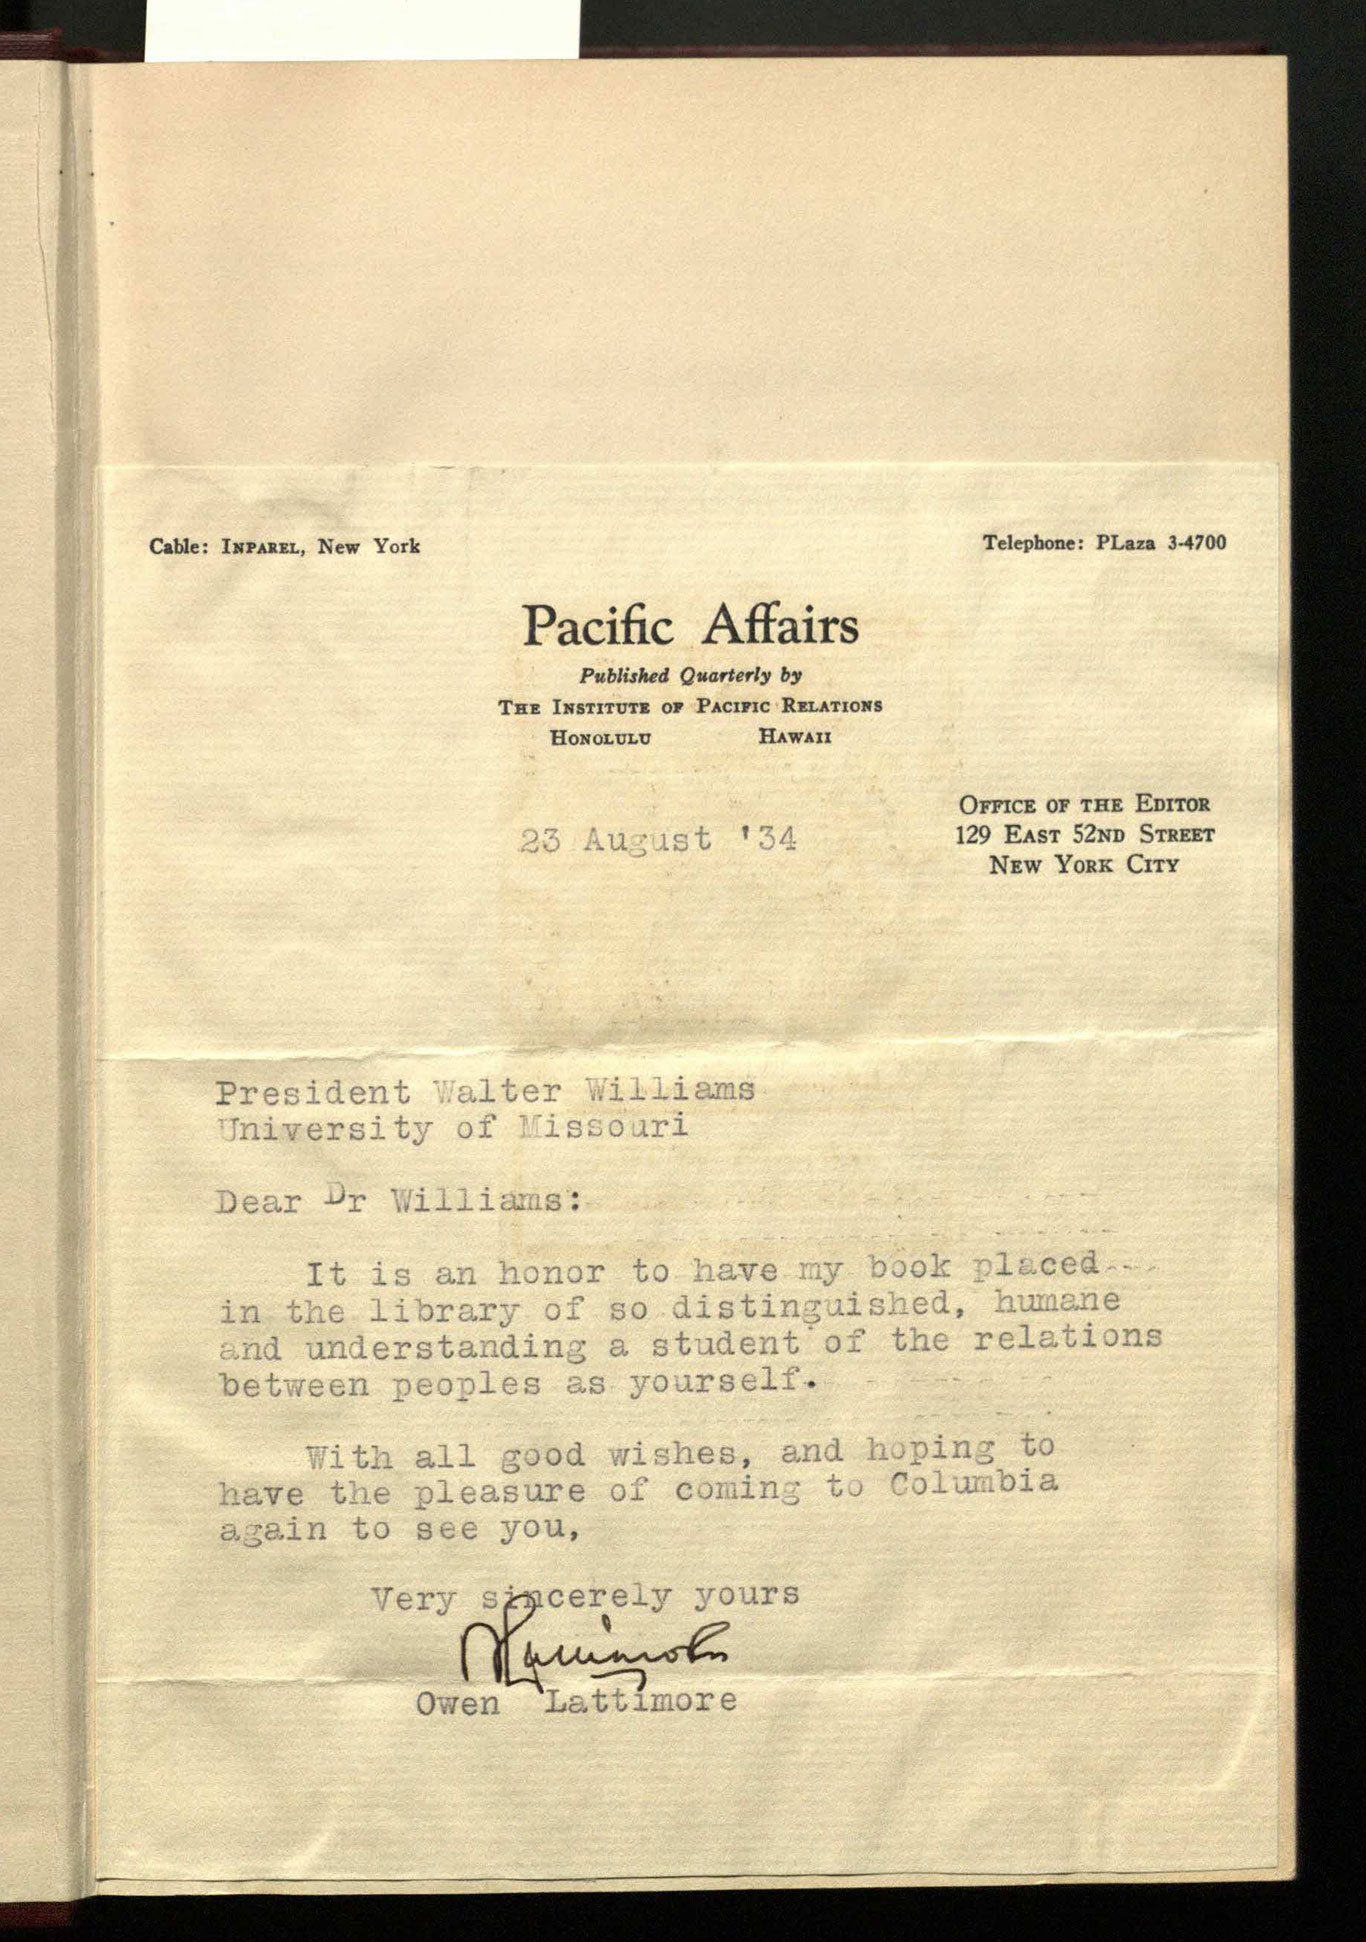 Cable: INPAREL, New York
Telephone: PLaza 3-4700
Pacific Affairs
Published Quarterly by
THE INSTITUTE OF PACIFIC RELATIONS
HONOLULU HAWAII
OFFICE OF THE EDITOR
129 EAST 52ND STREET
NEW YORK CITY
23 August '34
President Walter Williams
University of Missouri
Dear Dr Williams:
It is an honor to have my book placed
in the library of so distinguished, humane
and understanding a student of the relations
between peoples as yourself.
With all good wishes, and hoping to
have the pleasure of coming to Columbia
again to see you,
Very sincerely yours
OLattimore
Owen Lattimore